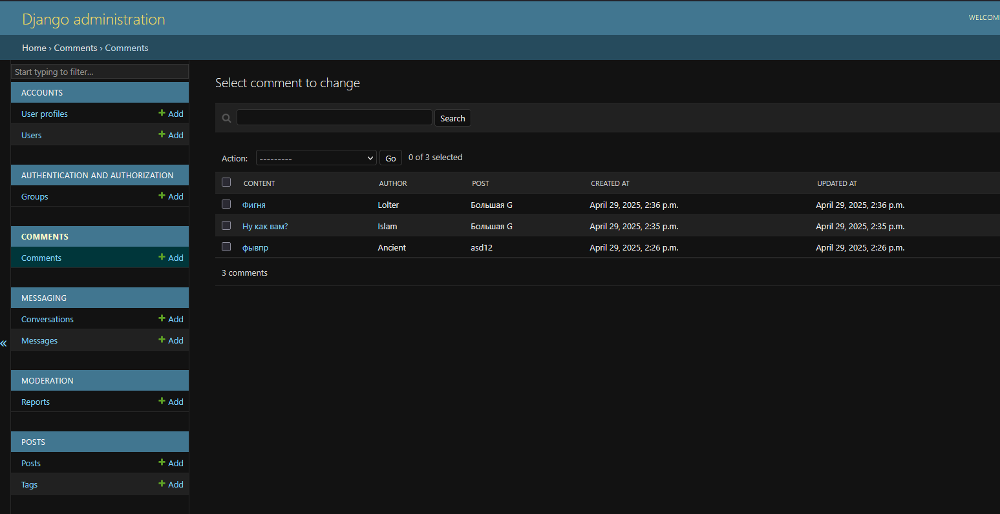 Django administration
WELCOM
Home › Comments › Comments
Start typing to filter...
ACCOUNTS
User profiles + Add
Users + Add
AUTHENTICATION AND AUTHORIZATION
Groups + Add
COMMENTS
Comments + Add
MESSAGING
Conversations + Add
Messages + Add
«
MODERATION
Reports + Add
POSTS
Posts + Add
Tags + Add
Select comment to change
Search
Action: --------- Go 0 of 3 selected
CONTENT AUTHOR POST CREATED AT UPDATED AT
Фигня Lolter Большая G April 29, 2025, 2:36 p.m. April 29, 2025, 2:36 p.m.
Ну как вам? Islam Большая G April 29, 2025, 2:35 p.m. April 29, 2025, 2:35 p.m.
фывпр Ancient asd12 April 29, 2025, 2:26 p.m. April 29, 2025, 2:26 p.m.
3 comments